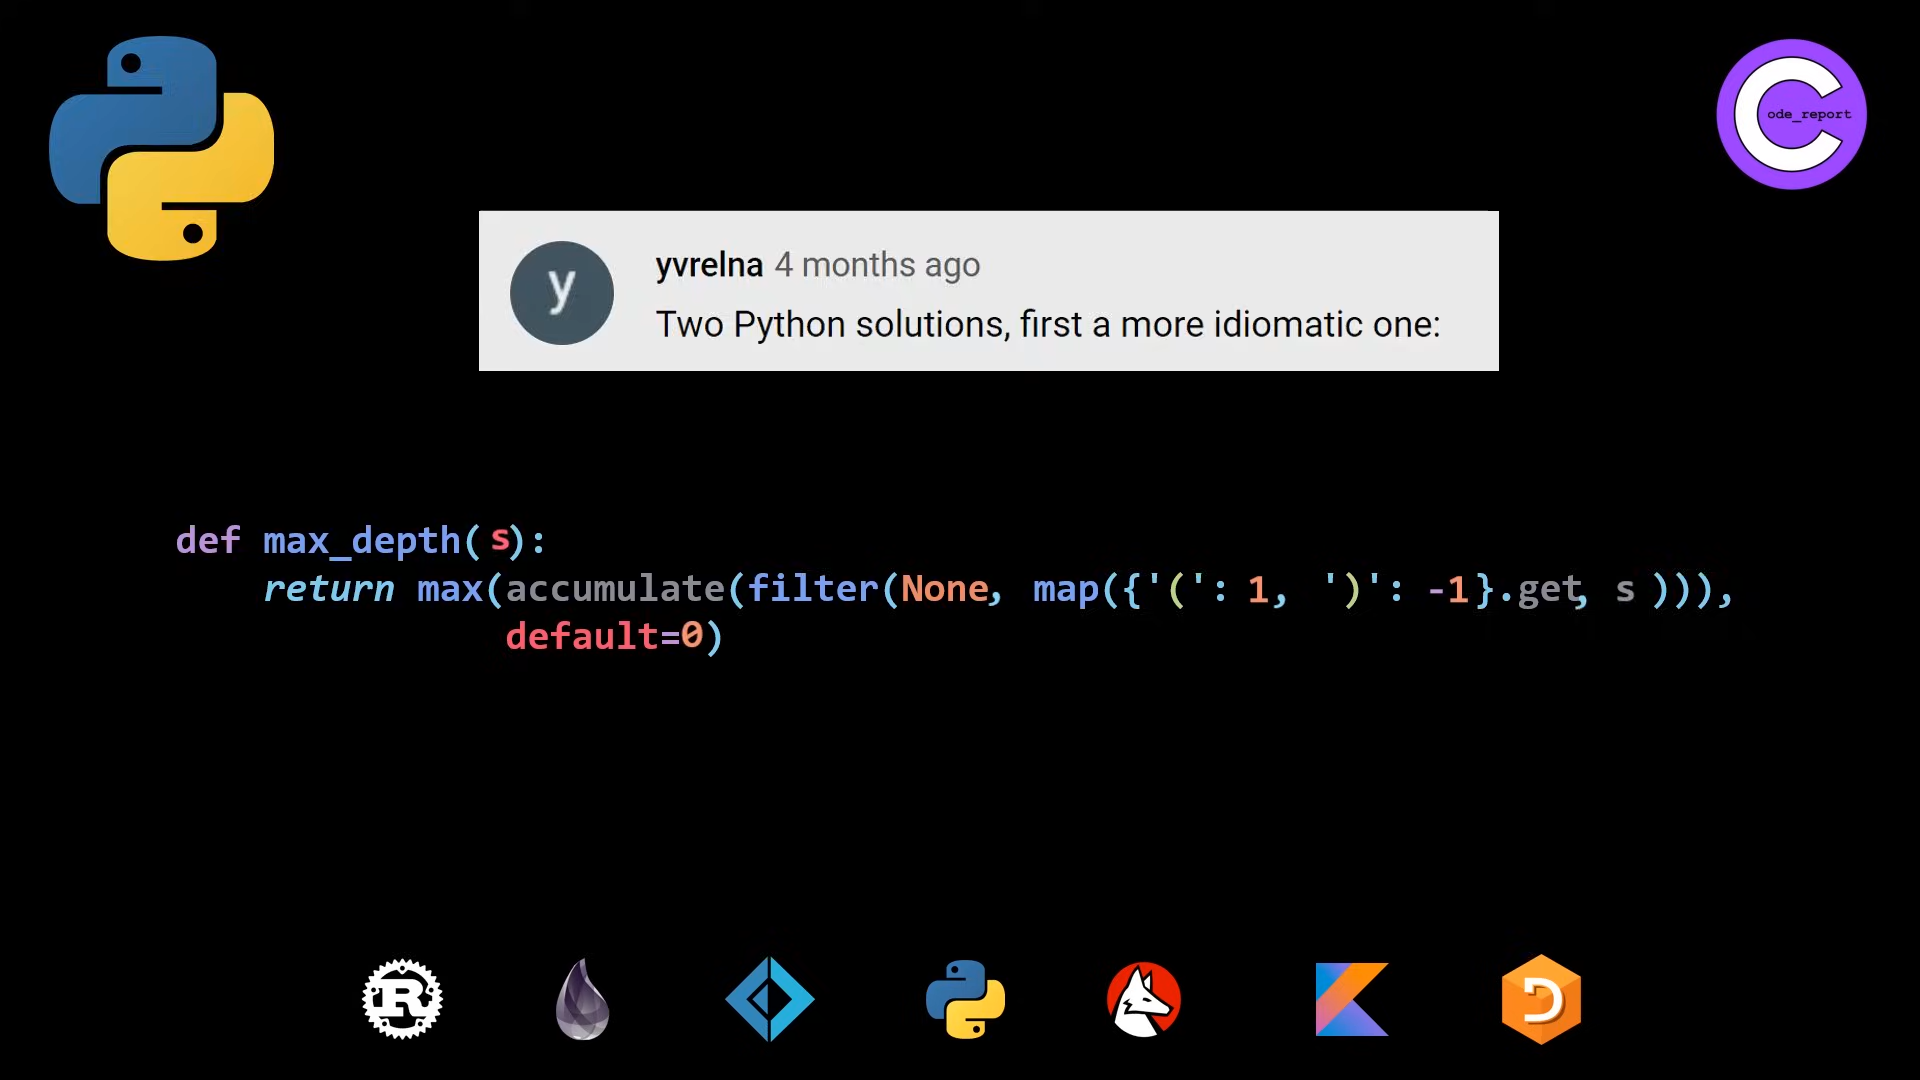 ode_report
y
yvrelna 4 months ago
Two Python solutions, first a more idiomatic one:
def max_depth(s):
    return max(accumulate(filter(None, map({'(': 1, ')': -1}.get, s ))),
               default=0)